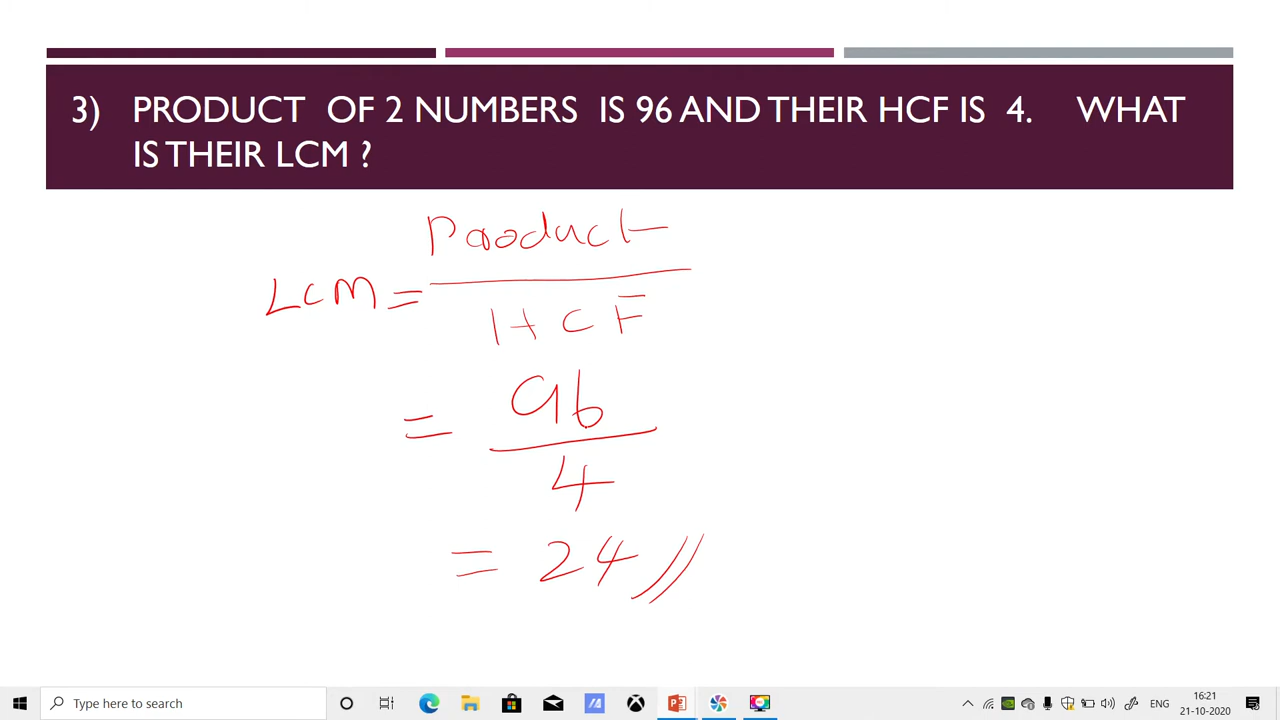 3) PRODUCT OF 2 NUMBERS IS 96 AND THEIR HCF IS 4. WHAT
IS THEIR LCM ?
Product
LCM =
HCF
= 96
4
= 24 //
Type here to search
ENG
16:21
21-10-2020